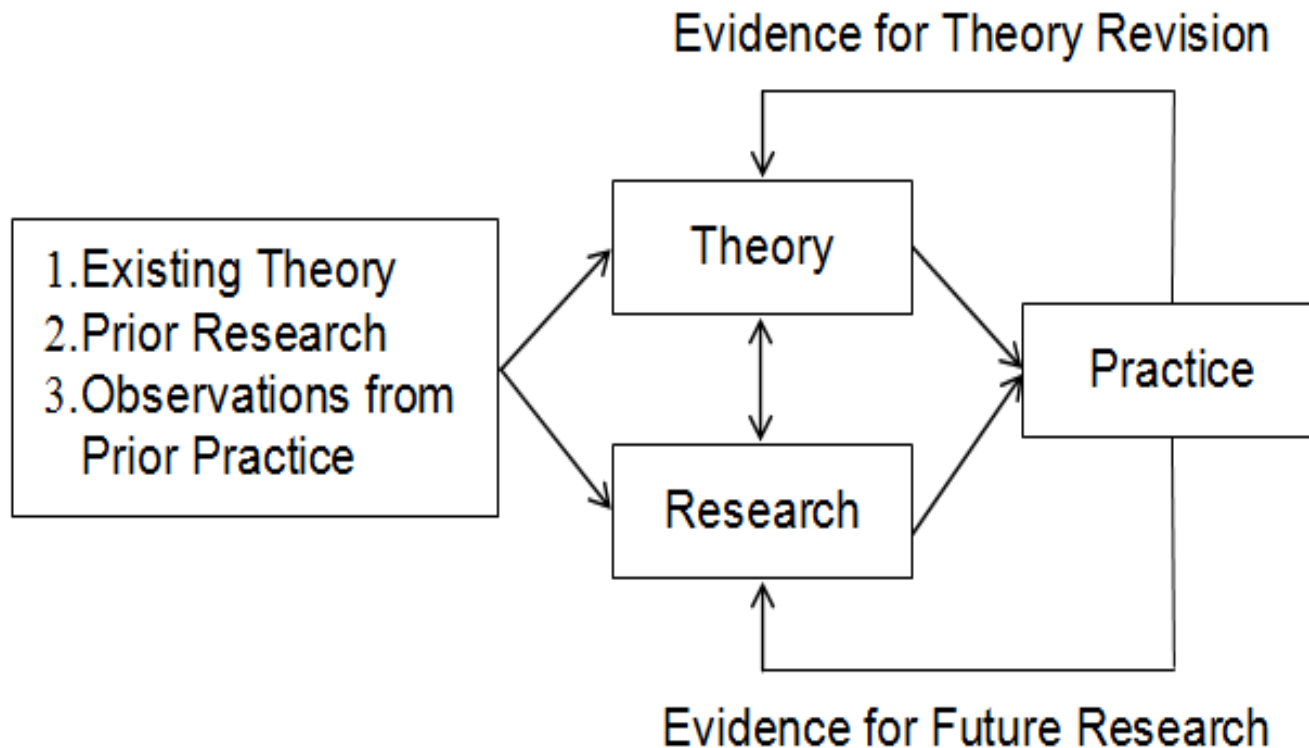 Evidence for Theory Revision
Theory
1.Existing Theory
2.Prior Research
3.Observations from
Prior Practice
Practice
Research
Evidence for Future Research